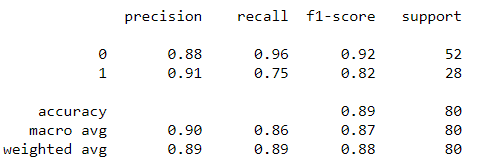 precision recall f1-score support
0 0.88 0.96 0.92 52
1 0.91 0.75 0.82 28
accuracy 0.89 80
macro avg 0.90 0.86 0.87 80
weighted avg 0.89 0.89 0.88 80